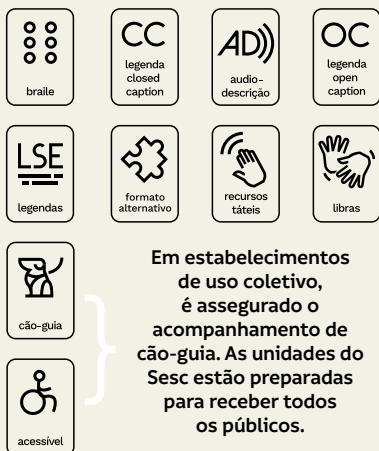 braile
CC
legenda
closed
caption
AD))
audio-
descrição
OC
legenda
open
caption
LSE
legendas
formato
alternativo
recursos
táteis
libras
cão-guia
acessível
Em estabelecimentos
de uso coletivo,
é assegurado o
acompanhamento de
cão-guia. As unidades do
Sesc estão preparadas
para receber todos
os públicos.